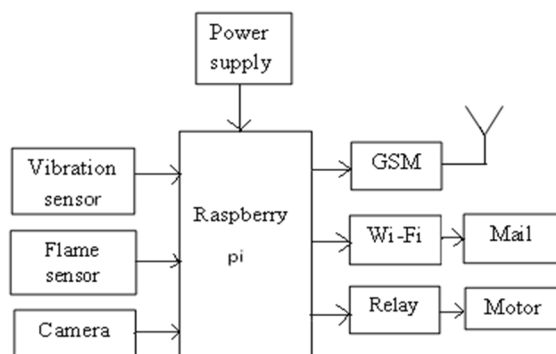 Power
supply
Vibration
sensor
Flame
sensor
Camera
Raspberry
pi
GSM
Wi-Fi
Mail
Relay
Motor